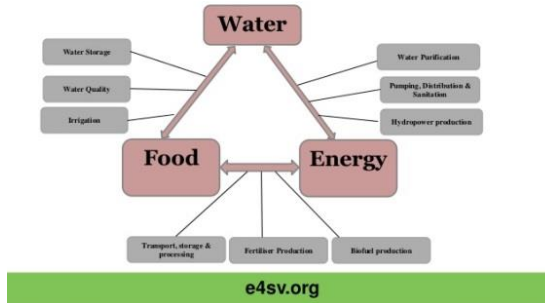 Water
Water Storage
Water Quality
Irrigation
Water Purification
Pumping, Distribution &
Sanitation
Hydropower production
Food
Energy
Transport, storage &
processing
Fertiliser Production
Biofuel production
e4sv.org